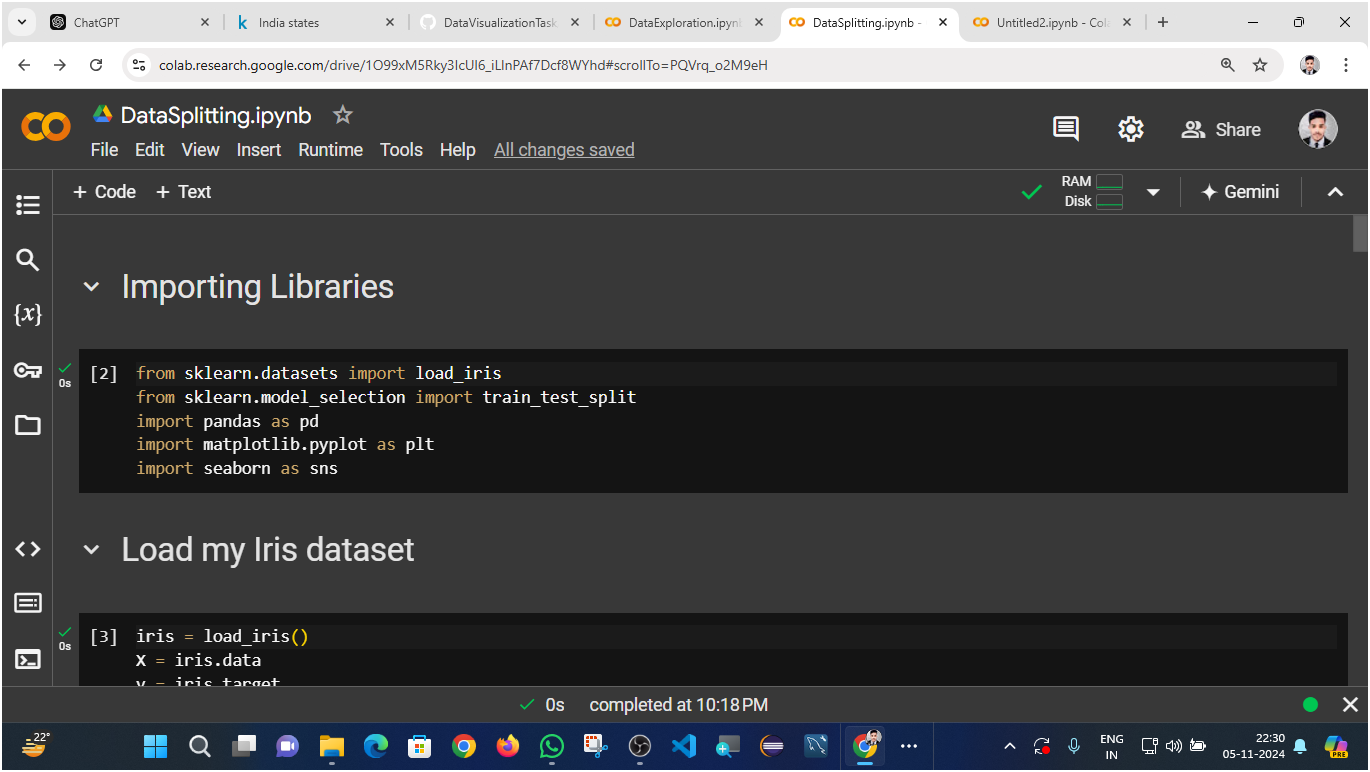 ChatGPT
India states
DataVisualizationTask
DataExploration.ipynb
DataSplitting.ipynb -
Untitled2.ipynb - Cola
colab.research.google.com/drive/1O99xM5Rky3IcUI6_iLlnPAf7Dcf8WYhd#scrollTo=PQVrq_o2M9eH
DataSplitting.ipynb
File Edit View Insert Runtime Tools Help All changes saved
Share
+ Code + Text
RAM
Disk
Gemini
Importing Libraries
0s
[2] from sklearn.datasets import load_iris
from sklearn.model_selection import train_test_split
import pandas as pd
import matplotlib.pyplot as plt
import seaborn as sns
{x}
Load my Iris dataset
0s
[3] iris = load_iris()
X = iris.data
y = iris.target
0s completed at 10:18 PM
22°
ENG
IN
22:30
05-11-2024
PRE